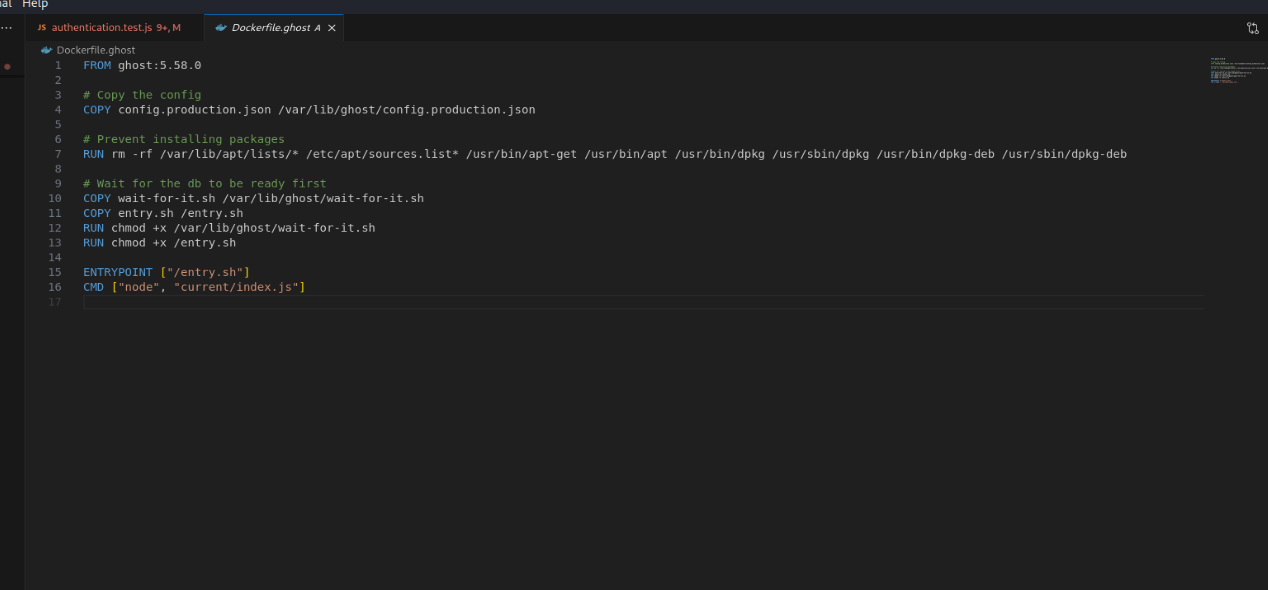 Help
JS authentication.test.js 9+, M
Dockerfile.ghost A
Dockerfile.ghost
1 FROM ghost:5.58.0
2
3 # Copy the config
4 COPY config.production.json /var/lib/ghost/config.production.json
5
6 # Prevent installing packages
7 RUN rm -rf /var/lib/apt/lists/* /etc/apt/sources.list* /usr/bin/apt-get /usr/bin/apt /usr/bin/dpkg /usr/sbin/dpkg /usr/bin/dpkg-deb /usr/sbin/dpkg-deb
8
9 # Wait for the db to be ready first
10 COPY wait-for-it.sh /var/lib/ghost/wait-for-it.sh
11 COPY entry.sh /entry.sh
12 RUN chmod +x /var/lib/ghost/wait-for-it.sh
13 RUN chmod +x /entry.sh
14
15 ENTRYPOINT ["/entry.sh"]
16 CMD ["node", "current/index.js"]
17